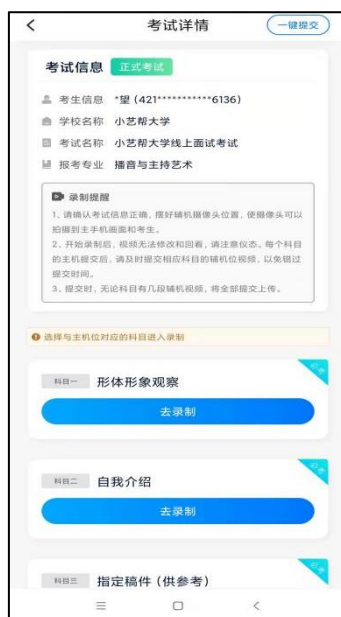 考试详情
一键提交
考试信息 正式考试
考生信息 *望 (421***********6136)
学校名称 小艺帮大学
考试名称 小艺帮大学线上面试考试
报考专业 播音与主持艺术
录制提醒
1、请确认考试信息正确，摆好辅机摄像头位置，使摄像头可以
拍摄到主手机画面和考生。
2、开始录制后，视频无法修改和回看，请注意仪态。每个科目
的主机提交后，请及时提交相应科目的辅机位视频，以免错过
提交时间。
3、提交时，无论科目有几段辅机视频，将全部提交上传。
选择与主机位对应的科目进入录制
科目一 形体形象观察
必考
去录制
科目二 自我介绍
必考
去录制
科目三 指定稿件（供参考）
必考